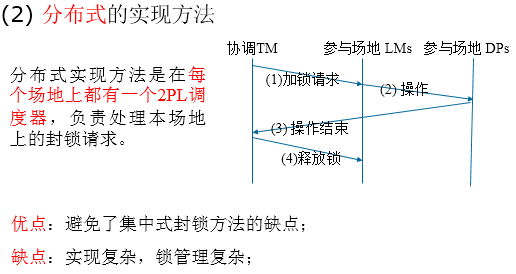 (2) 分布式的实现方法
协调TM 参与场地 LMs 参与场地 DPs
分布式实现方法是在每
个场地上都有一个2PL调
度器，负责处理本场地
上的封锁请求。
(1)加锁请求
(2) 操作
(3) 操作结束
(4)释放锁
优点：避免了集中式封锁方法的缺点；
缺点：实现复杂，锁管理复杂；